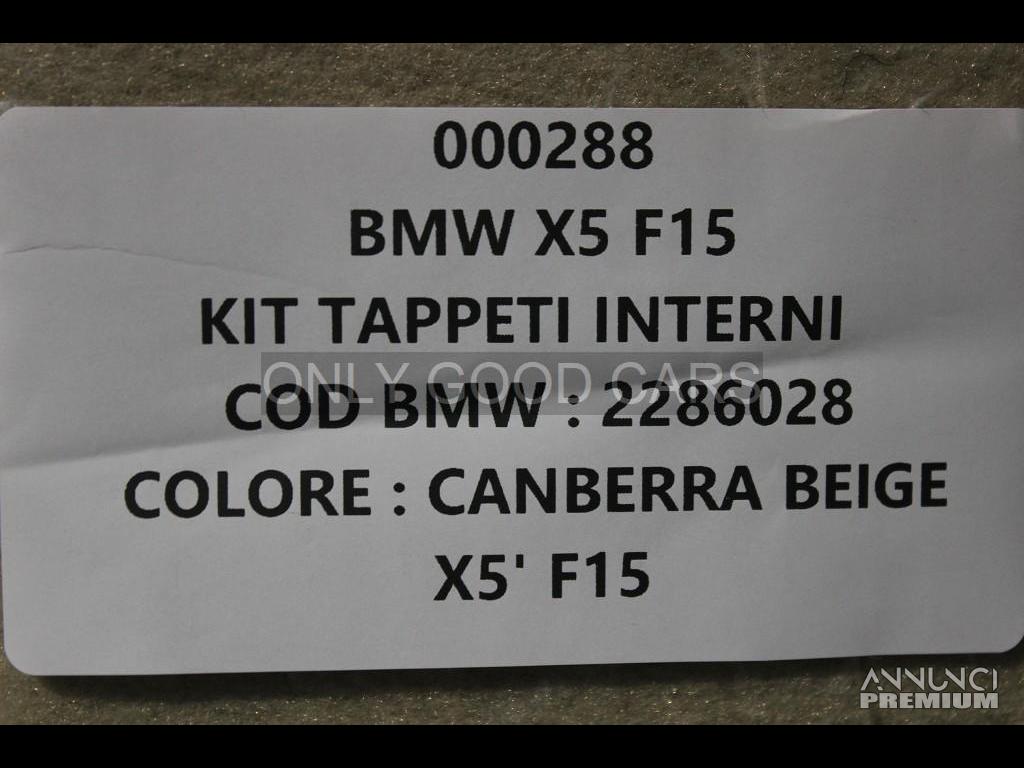 000288
BMW X5 F15
KIT TAPPETI INTERNI
ONLY GOOD CARS
COD BMW : 2286028
COLORE : CANBERRA BEIGE
X5' F15
ANNUNCI
PREMIUM